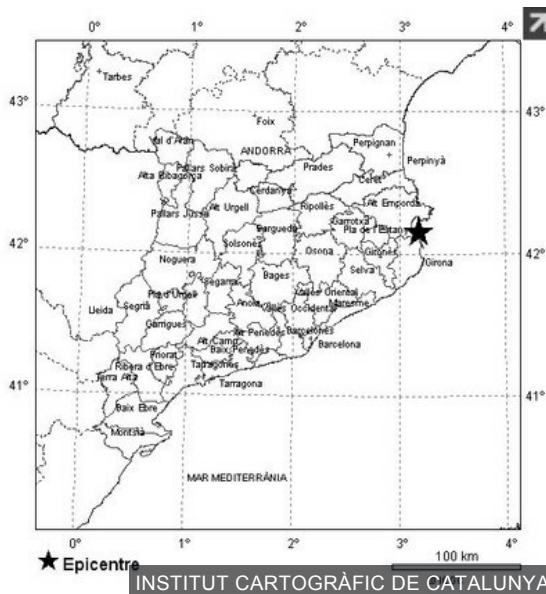 0° 1° 2° 3° 4°
43° 43°
Tarbes
Foix
Val d'Aran
ANDORRA
Perpignan
Perpinyà
Pallars Sobirà
Prades
Alta Ribagorça
Cerdanya
Ceret
Alt Urgell
Ripollès
Alt Empordà
Pallars Jussà
Garrotxa
Berguedà
Pla de l'Estany
Solsonès
42° 42°
Noguera
Osona
Gironès
Girona
Segarra
Bages
Selva
Pla d'Urgell
Vallès Oriental
Lleida
Segrià
Anoia
Vallès Occidental
Maresme
Garrigues
Alt Penedès
Barcelonès
Alt Camp
Barcelona
Priorat
Baix Penedès
Ribera d'Ebre
Tarragonès
Terra Alta
Tarragona
41° 41°
Baix Ebre
Montsià
MAR MEDITERRÀNIA
0° 1° 2° 3° 4°
Epicentre
100 km
INSTITUT CARTOGRÀFIC DE CATALUNYA